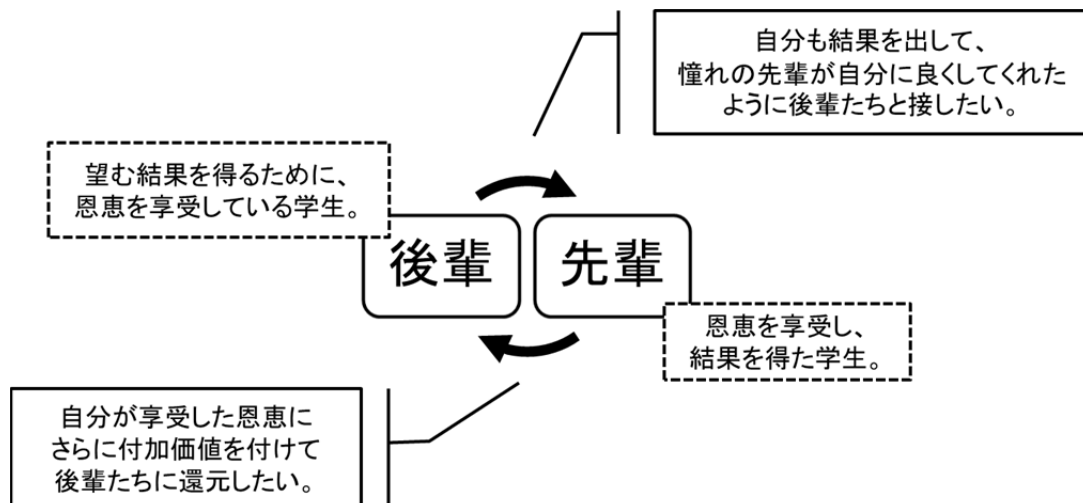 自分も結果を出して、
憧れの先輩が自分に良くしてくれた
ように後輩たちと接したい。
望む結果を得るために、
恩恵を享受している学生。
後輩
先輩
恩恵を享受し、
結果を得た学生。
自分が享受した恩恵に
さらに付加価値を付けて
後輩たちに還元したい。